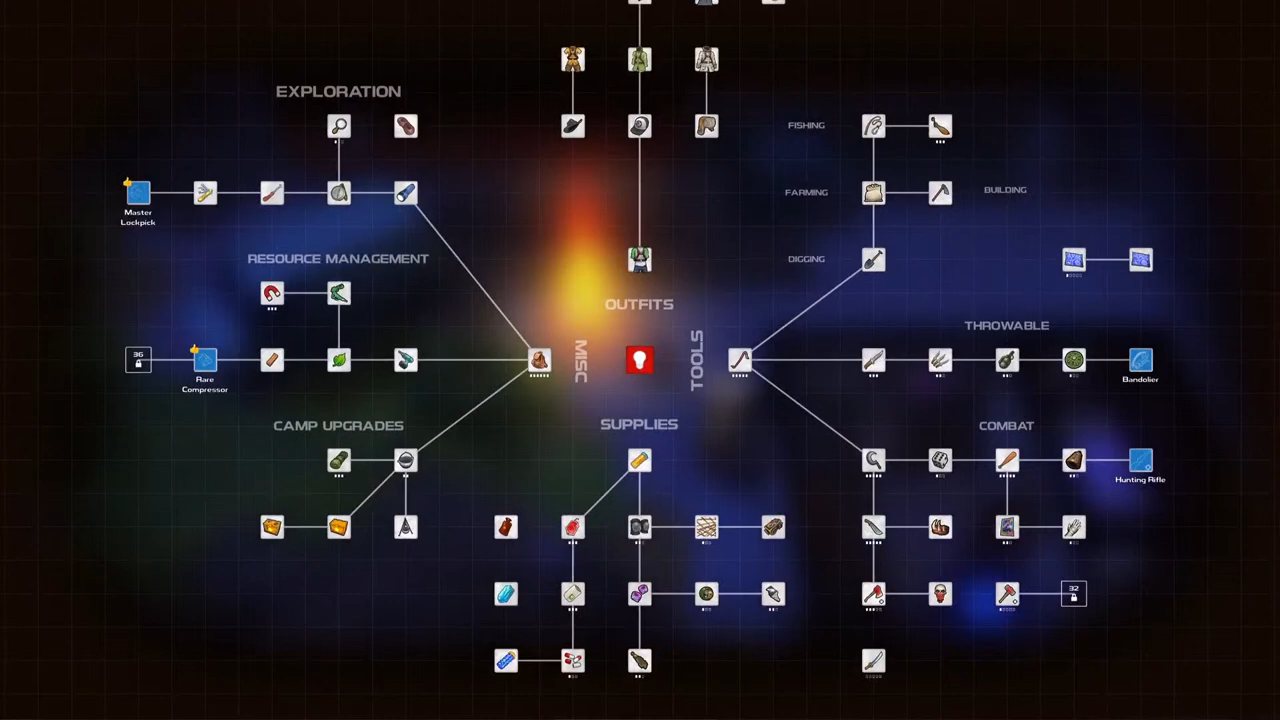 EXPLORATION
FISHING
FARMING
BUILDING
Master
Lockpick
RESOURCE MANAGEMENT
DIGGING
OUTFITS
THROWABLE
MISC
TOOLS
36
Rare
Compressor
Bandolier
CAMP UPGRADES
SUPPLIES
COMBAT
Hunting Rifle
32